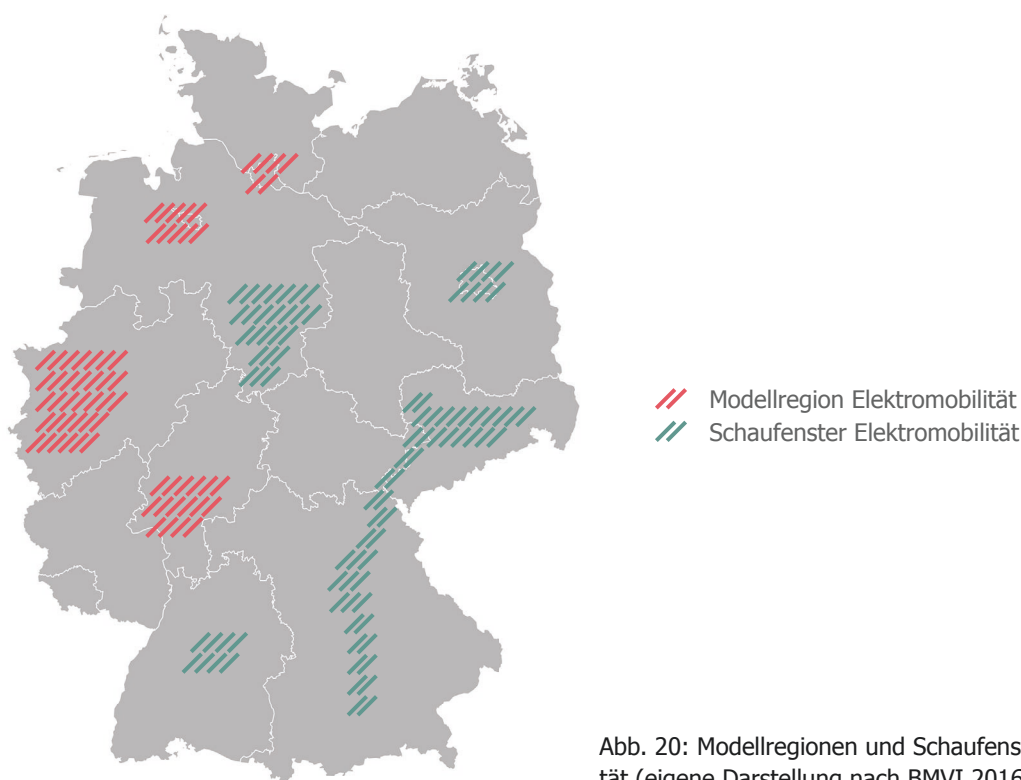 Modellregion Elektromobilität
Schaufenster Elektromobilität
Abb. 20: Modellregionen und Schaufens
tät (eigene Darstellung nach BMVI 2016